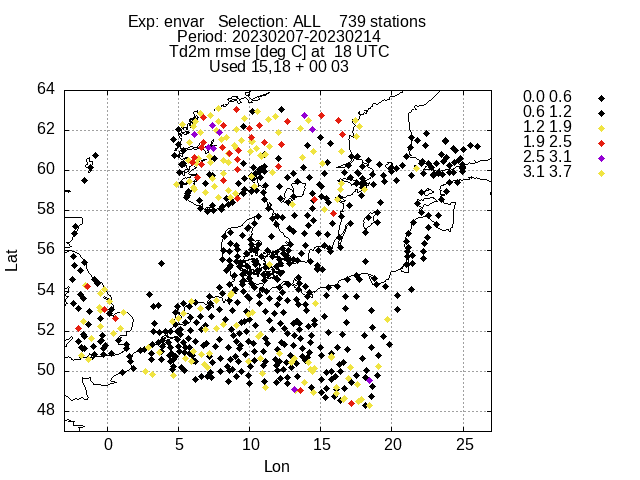 Exp: envar   Selection: ALL    739 stations
Period: 20230207-20230214
Td2m rmse [deg C] at  18 UTC
Used 15,18 + 00 03
0.0 0.6
0.6 1.2
1.2 1.9
1.9 2.5
2.5 3.1
3.1 3.7
64
62
60
58
56
54
52
50
48
Lat
0 5 10 15 20 25
Lon